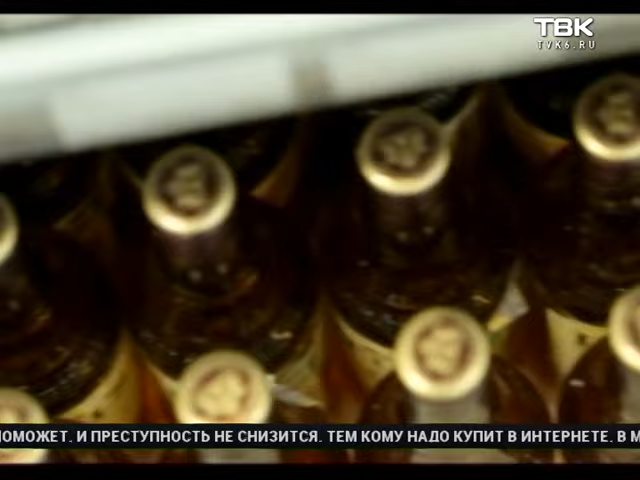 ТВК
TVK6.RU
ПОМОЖЕТ. И ПРЕСТУПНОСТЬ НЕ СНИЗИТСЯ. ТЕМ КОМУ НАДО КУПИТ В ИНТЕРНЕТЕ. В М